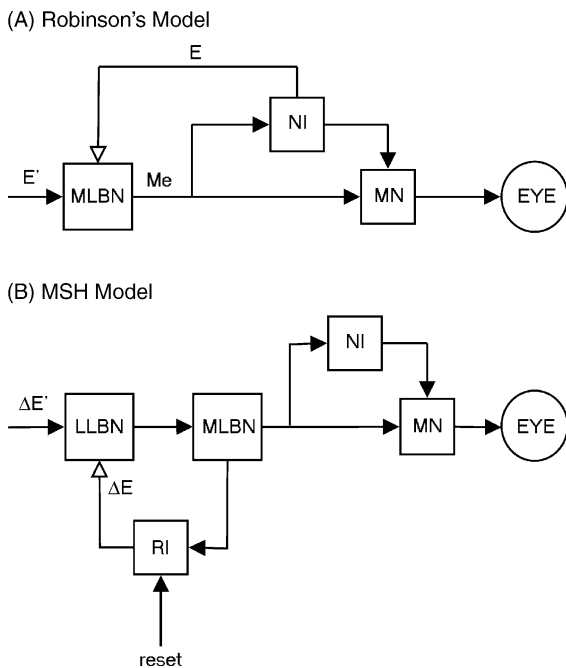 (A) Robinson's Model
E
NI
E'
MLBN
Me
MN
EYE
(B) MSH Model
NI
ΔE'
LLBN
MLBN
MN
EYE
ΔE
RI
reset